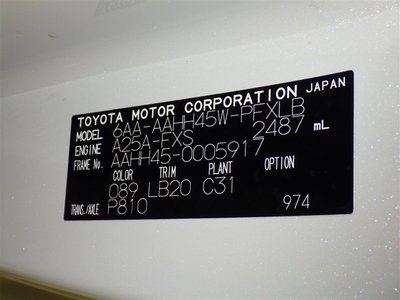 TOYOTA MOTOR CORPORATION JAPAN
MODEL 6AA-AAHH45W-PFXLB
ENGINE A25A-FXS 2487 mL
FRAME No. AAHH45-0005917
COLOR TRIM PLANT OPTION
089 LB20 C31
TRANS./AXLE P810 974